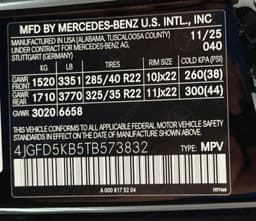 MFD BY MERCEDES-BENZ U.S. INTL., INC
MANUFACTURED IN USA (ALABAMA, TUSCALOOSA COUNTY) 11/25
UNDER CONTRACT FOR MERCEDES-BENZ AG, 040
STUTTGART (GERMANY)
KG LB TIRES RIM SIZE COLD KPA(PSI)
GAWR FRONT 1520 3351 285/40 R22 10Jx22 260(38)
GAWR REAR 1710 3770 325/35 R22 11Jx22 300(44)
GVWR 3020 6658
THIS VEHICLE CONFORMS TO ALL APPLICABLE
FEDERAL MOTOR VEHICLE SAFETY STANDARDS IN
EFFECT ON THE DATE OF MANUFACTURE SHOWN ABOVE.
4JGFD5KB5TB573832 TYPE: MPV
A 000 817 52 04